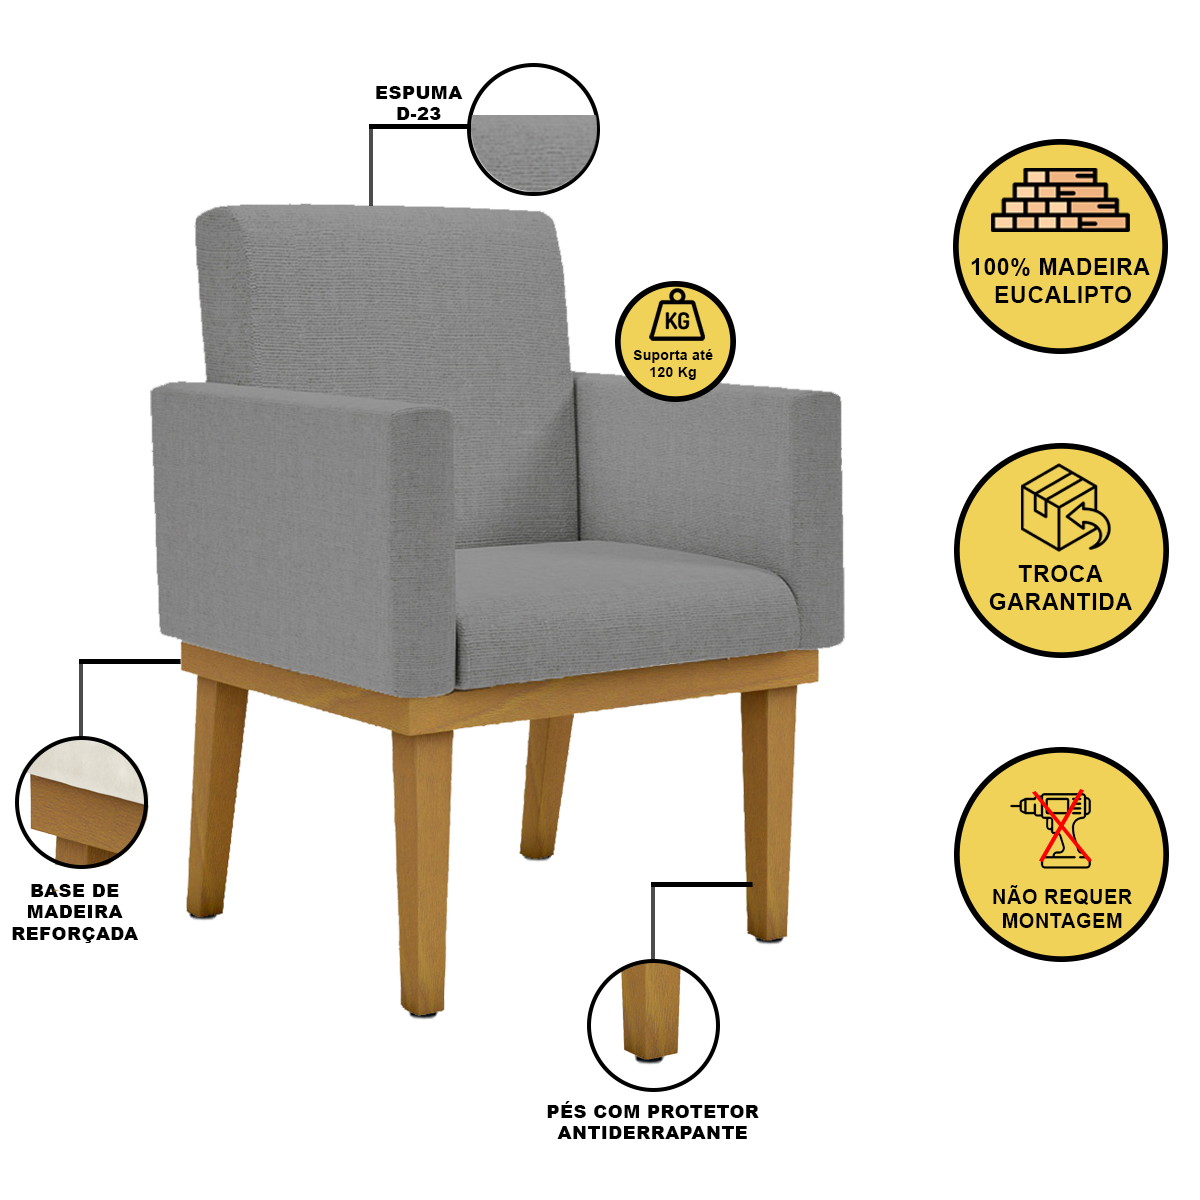 ESPUMA
D-23
100% MADEIRA
EUCALIPTO
KG
Suporta até
120 Kg
TROCA
GARANTIDA
BASE DE
MADEIRA
REFORÇADA
NÃO REQUER
MONTAGEM
PÉS COM PROTETOR
ANTIDERRAPANTE